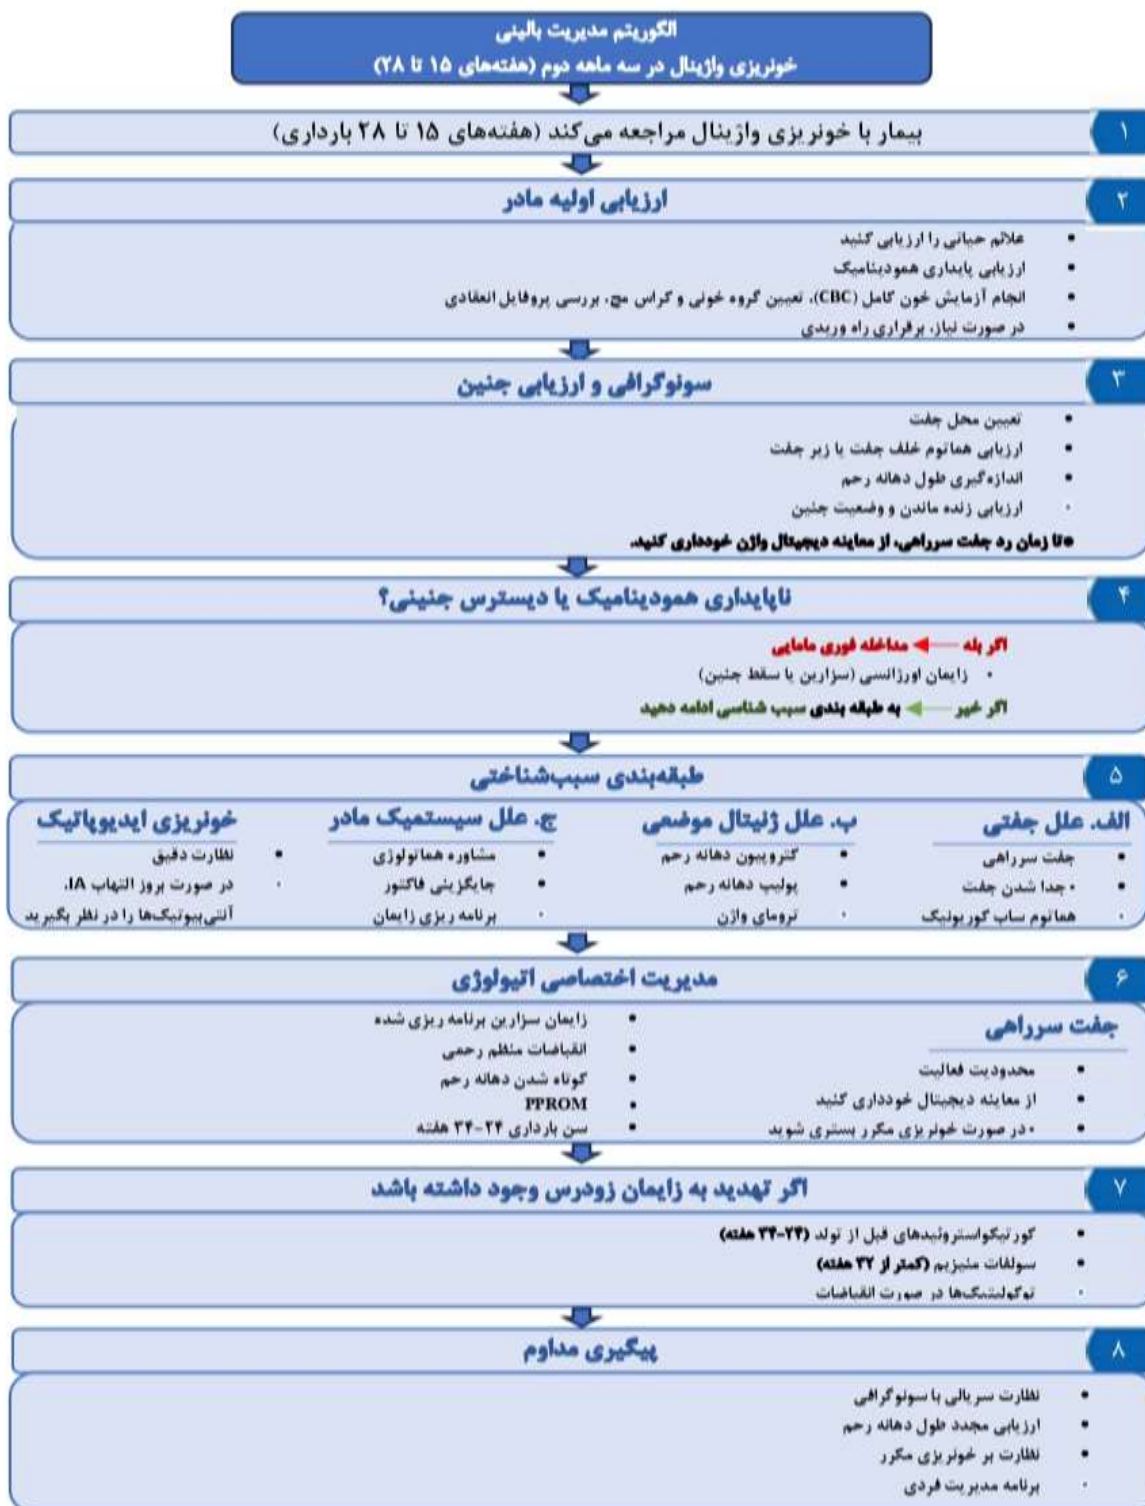 الگوریتم مدیریت بالینی
خونریزی واژینال در سه ماهه دوم (هفته‌های ۱۵ تا ۲۸)
۱
بیمار با خونریزی واژینال مراجعه می‌کند (هفته‌های ۱۵ تا ۲۸ بارداری)
۲
ارزیابی اولیه مادر
• علائم حیاتی را ارزیابی کنید
• ارزیابی پایداری همودینامیک
• انجام آزمایش خون کامل (CBC)، تعیین گروه خونی و کراس مچ، بررسی پروفایل انعقادی
• در صورت نیاز، برقراری راه وریدی
۳
سونوگرافی و ارزیابی جنین
• تعیین محل جفت
• ارزیابی هماتوم خلف جفت یا زیر جفت
• اندازه‌گیری طول دهانه رحم
• ارزیابی زنده ماندن و وضعیت جنین
*تا زمان رد جفت سرراهی، از معاینه دیجیتال واژن خودداری کنید.
۴
ناپایداری همودینامیک یا دیسترس جنینی؟
اگر بله ← مداخله فوری مامایی
• زایمان اورژانسی (سزارین یا سقط جنین)
اگر خیر ← به طبقه بندی سبب شناسی ادامه دهید
۵
طبقه‌بندی سبب‌شناختی
الف. علل جفتی
• جفت سرراهی
• •جدا شدن جفت
• هماتوم ساب کوریونیک
ب. علل ژنیتال موضعی
• کتروپیون دهانه رحم
• پولیپ دهانه رحم
• ترومای واژن
ج. علل سیستمیک مادر
• مشاوره هماتولوژی
• جایگزینی فاکتور
• برنامه ریزی زایمان
خونریزی ایدیوپاتیک
• نظارت دقیق
• در صورت بروز التهاب IA،
آنتی‌بیوتیک‌ها را در نظر بگیرید
۶
مدیریت اختصاصی اتیولوژی
جفت سرراهی
• محدودیت فعالیت
• از معاینه دیجیتال خودداری کنید
• •در صورت خونریزی مکرر بستری شوید
• زایمان سزارین برنامه ریزی شده
• انقباضات منظم رحمی
• کوتاه شدن دهانه رحم
• PPROM
• سن بارداری ۲۴-۳۴ هفته
۷
اگر تهدید به زایمان زودرس وجود داشته باشد
• کورتیکواستروئیدهای قبل از تولد (۲۴-۳۴ هفته)
• سولفات منیزیم (کمتر از ۳۲ هفته)
• توکولیتیک‌ها در صورت انقباضات
۸
پیگیری مداوم
• نظارت سریالی با سونوگرافی
• ارزیابی مجدد طول دهانه رحم
• نظارت بر خونریزی مکرر
• برنامه مدیریت فردی